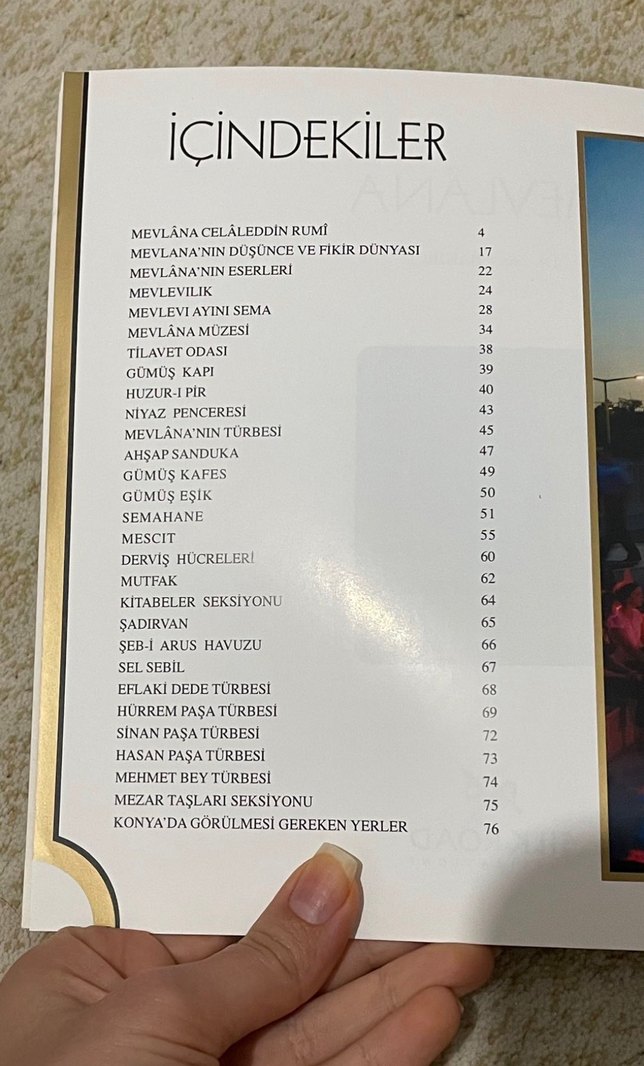 İÇİNDEKİLER
MEVLÂNA CELÂLEDDİN RUMÎ 4
MEVLANA'NIN DÜŞÜNCE VE FİKİR DÜNYASI 17
MEVLÂNA'NIN ESERLERİ 22
MEVLEVILIK 24
MEVLEVI AYINI SEMA 28
MEVLÂNA MÜZESİ 34
TİLAVET ODASI 38
GÜMÜŞ KAPI 39
HUZUR-I PİR 40
NİYAZ PENCERESİ 43
MEVLÂNA'NIN TÜRBESİ 45
AHŞAP SANDUKA 47
GÜMÜŞ KAFES 49
GÜMÜŞ EŞİK 50
SEMAHANE 51
MESCIT 55
DERVİŞ HÜCRELERİ 60
MUTFAK 62
KİTABELER SEKSİYONU 64
ŞADIRVAN 65
ŞEB-İ ARUS HAVUZU 66
SEL SEBİL 67
EFLAKİ DEDE TÜRBESİ 68
HÜRREM PAŞA TÜRBESİ 69
SİNAN PAŞA TÜRBESİ 72
HASAN PAŞA TÜRBESİ 73
MEHMET BEY TÜRBESİ 74
MEZAR TAŞLARI SEKSİYONU 75
KONYA'DA GÖRÜLMESİ GEREKEN YERLER 76